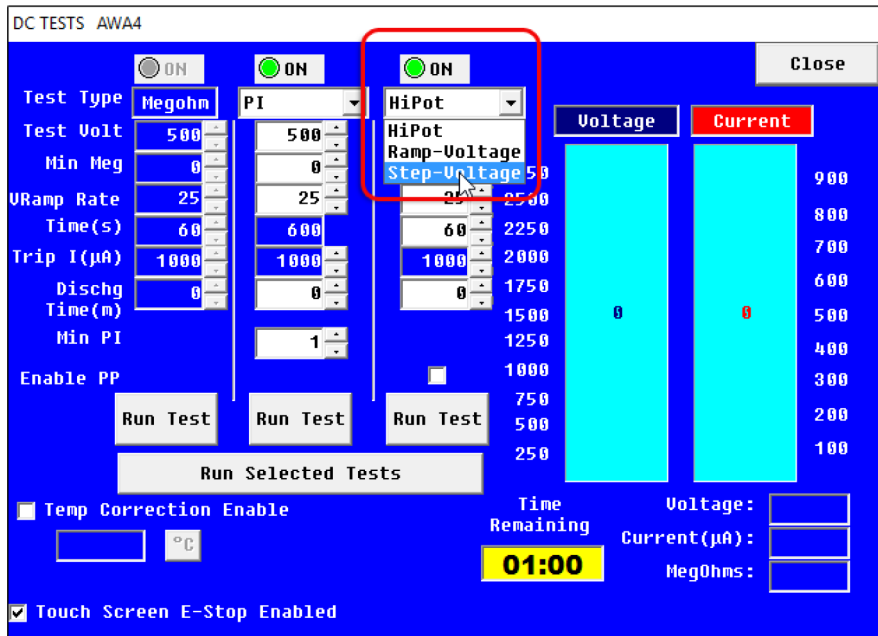 DC TESTS AWA4
ON ON ON Close
Test Type Megohm PI HiPot
Voltage Current
Test Volt 500 500 HiPot
Ramp-Voltage
Step-Voltage
Min Meg 0 0 50 900
VRamp Rate 25 25 25 2500
800
Time(s) 60 600 60 2250
700
Trip I(µA) 1000 1000 1000 2000
600
Dischg Time(m) 0 0 0 1750
1500 0 0 500
Min PI 1 1250
400
Enable PP 1000
300
750
Run Test Run Test Run Test 500 200
250 100
Run Selected Tests
Temp Correction Enable
°C
Time Remaining
01:00
Voltage:
Current(µA):
MegOhms:
Touch Screen E-Stop Enabled